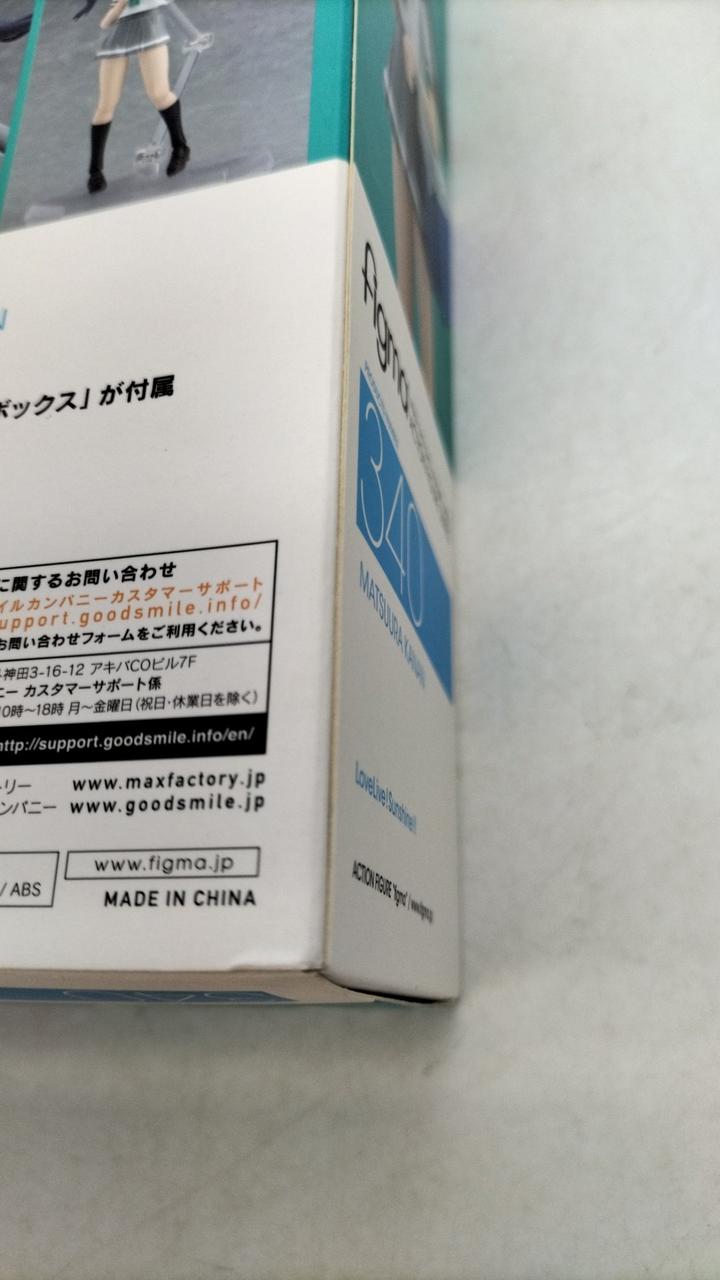 ボックス」が付属
に関するお問い合わせ
イルカンパニーカスタマーサポート
upport.goodsmile.info/
お問い合わせフォームをご利用ください。
神田3-16-12 アキバCOビル7F
ニー カスタマーサポート係
10時〜18時 月〜金曜日(祝日・休業日を除く)
http://support.goodsmile.info/en/
トリー www.maxfactory.jp
ンパニー www.goodsmile.jp
/ ABS
www.figma.jp
MADE IN CHINA
figma
340
MATSUURA KANAN
LoveLive!Sunshine!!
ACTION FIGURE "figma" / www.figma.jp